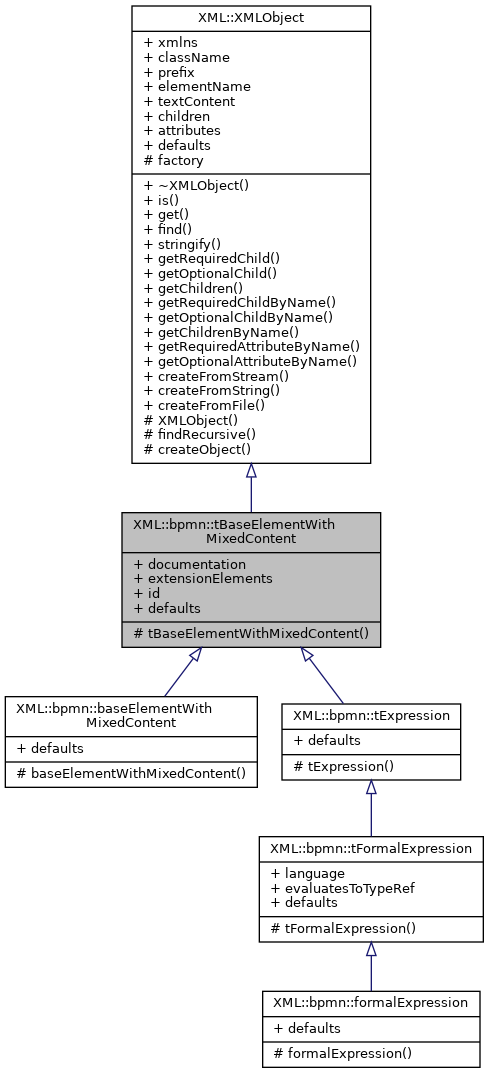 XML::XMLObject
+ xmlns
+ className
+ prefix
+ elementName
+ textContent
+ children
+ attributes
+ defaults
# factory
+ ~XMLObject()
+ is()
+ get()
+ find()
+ stringify()
+ getRequiredChild()
+ getOptionalChild()
+ getChildren()
+ getRequiredChildByName()
+ getOptionalChildByName()
+ getChildrenByName()
+ getRequiredAttributeByName()
+ getOptionalAttributeByName()
+ createFromStream()
+ createFromString()
+ createFromFile()
# XMLObject()
# findRecursive()
# createObject()
XML::bpmn::tBaseElementWith
MixedContent
+ documentation
+ extensionElements
+ id
+ defaults
# tBaseElementWithMixedContent()
XML::bpmn::baseElementWith
MixedContent
+ defaults
# baseElementWithMixedContent()
XML::bpmn::tExpression
+ defaults
# tExpression()
XML::bpmn::tFormalExpression
+ language
+ evaluatesToTypeRef
+ defaults
# tFormalExpression()
XML::bpmn::formalExpression
+ defaults
# formalExpression()